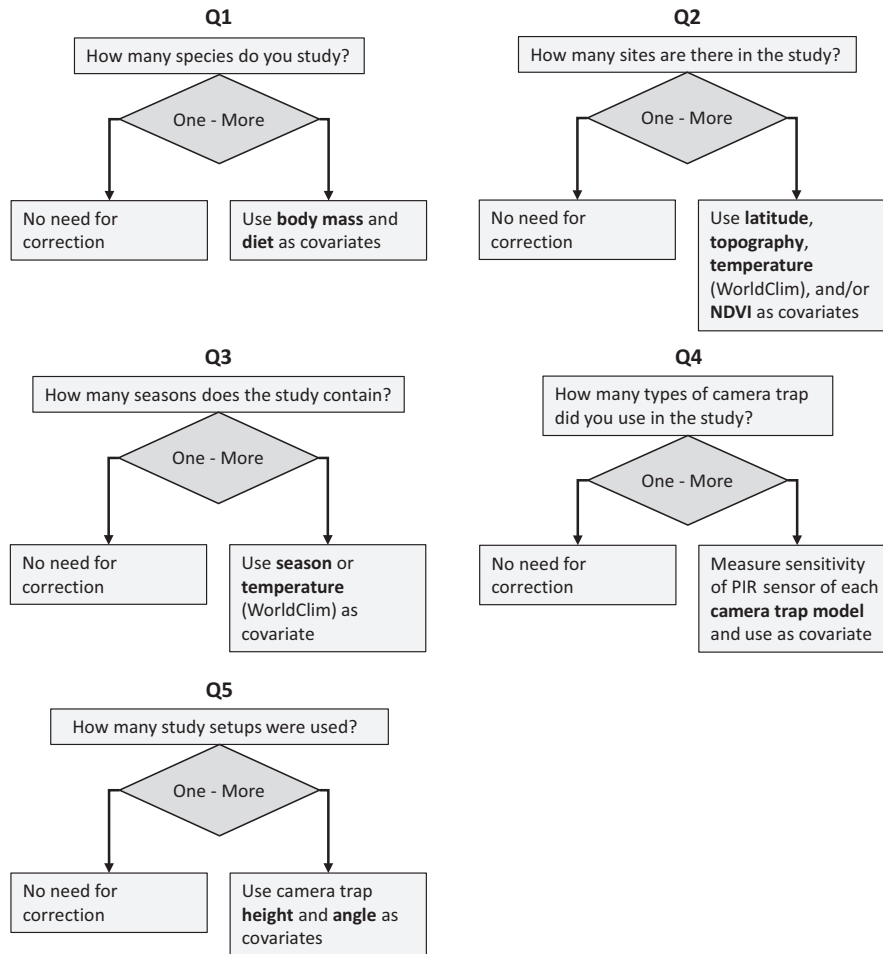 Q1
How many species do you study?
One - More
No need for
correction
Use body mass and
diet as covariates
Q2
How many sites are there in the study?
One - More
No need for
correction
Use latitude,
topography,
temperature
(WorldClim), and/or
NDVI as covariates
Q3
How many seasons does the study contain?
One - More
No need for
correction
Use season or
temperature
(WorldClim) as
covariate
Q4
How many types of camera trap
did you use in the study?
One - More
No need for
correction
Measure sensitivity
of PIR sensor of each
camera trap model
and use as covariate
Q5
How many study setups were used?
One - More
No need for
correction
Use camera trap
height and angle as
covariates